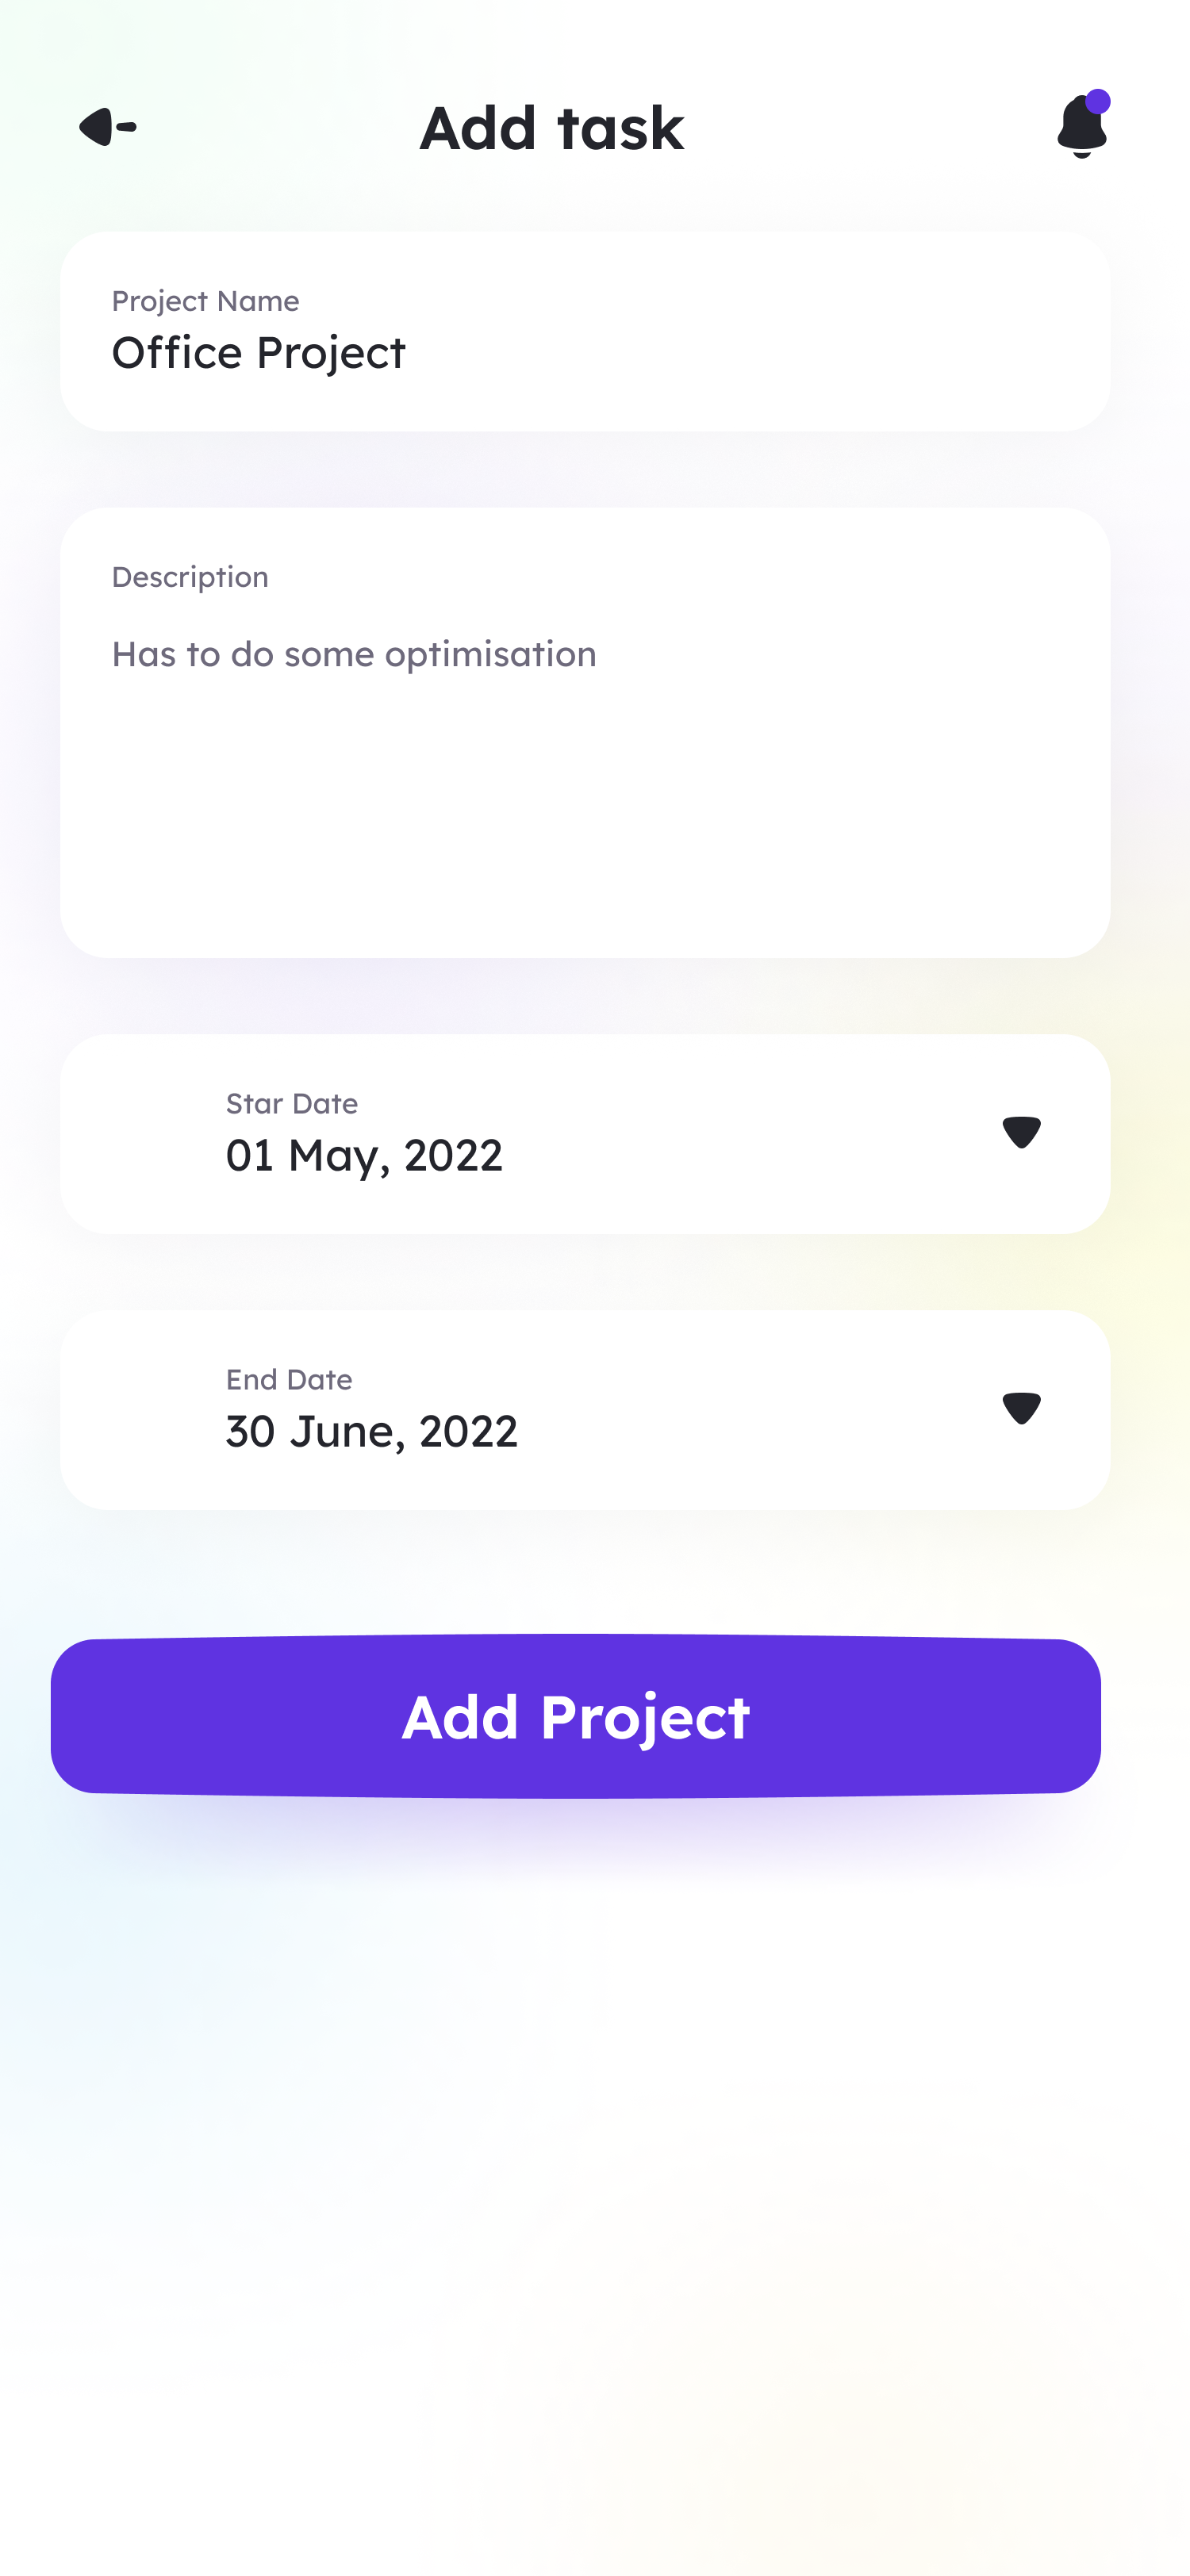 Add task
Project Name
Office Project
Description
Has to do some optimisation
Star Date
01 May, 2022
End Date
30 June, 2022
Add Project